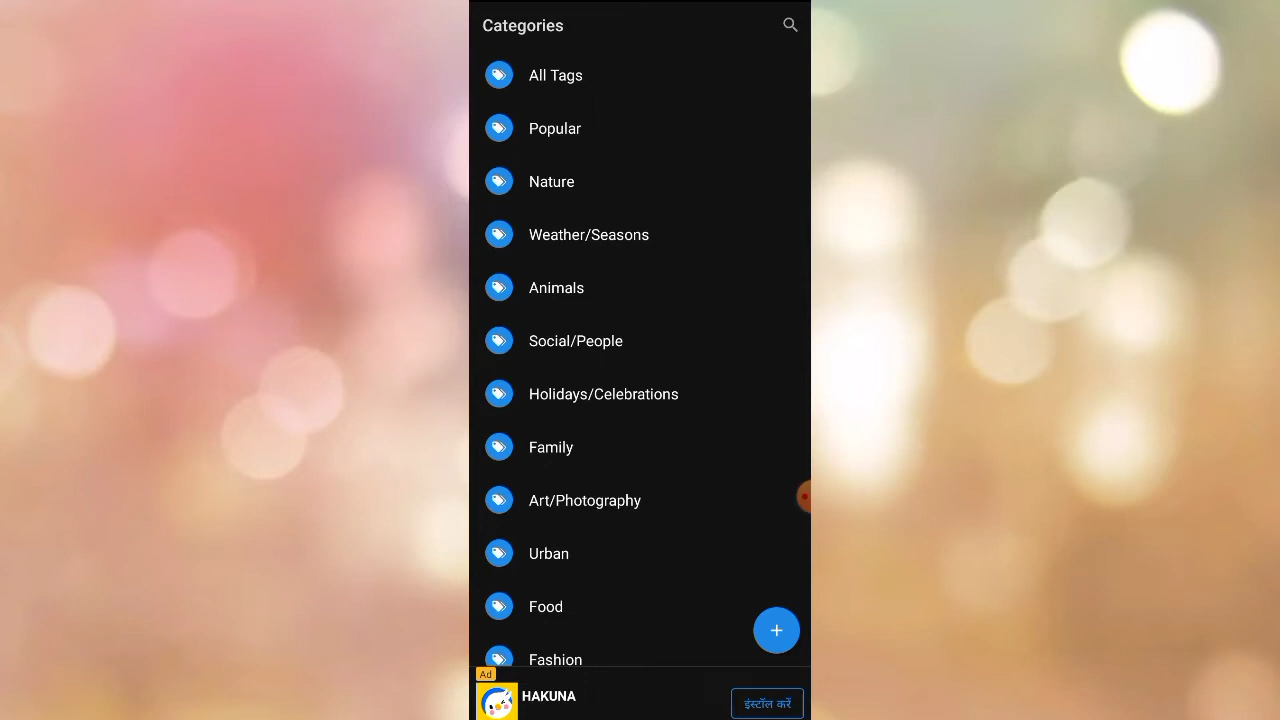 Categories
All Tags
Popular
Nature
Weather/Seasons
Animals
Social/People
Holidays/Celebrations
Family
Art/Photography
Urban
Food
Fashion
Ad
HAKUNA
इंस्टॉल करें